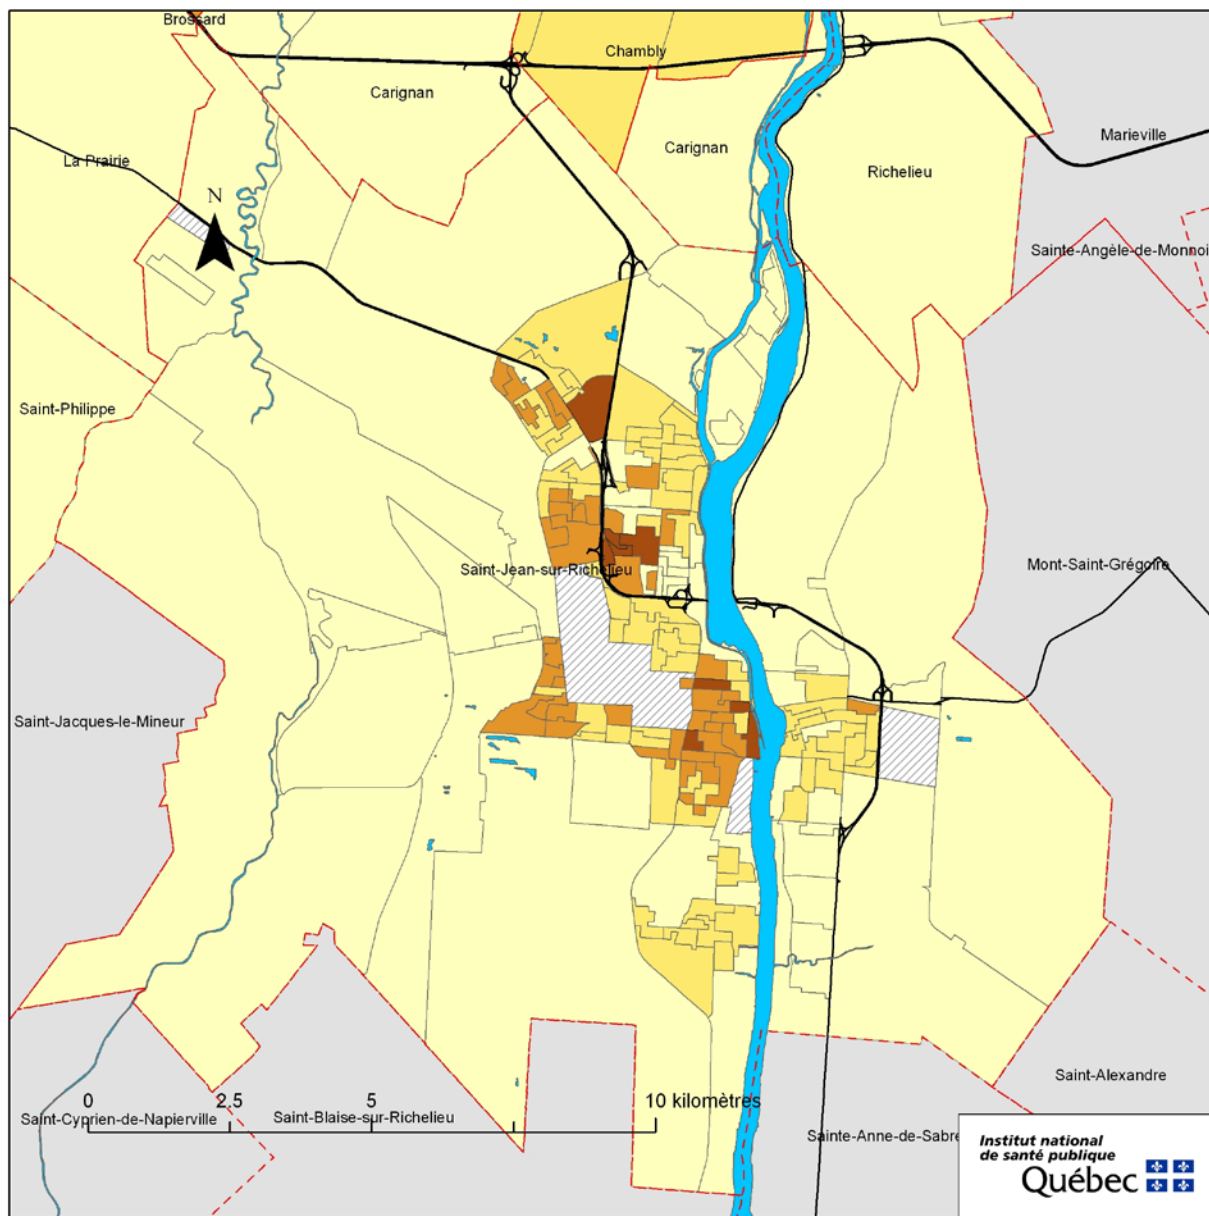 Brossard
Chambly
Carignan
Marieville
Carignan
La Prairie
Richelieu
N
Sainte-Angèle-de-Monnoi
Saint-Philippe
Mont-Saint-Grégoire
Saint-Jean-sur-Richelieu
Saint-Jacques-le-Mineur
Saint-Alexandre
0 2.5 5 10 kilomètres
Saint-Cyprien-de-Napierville
Saint-Blaise-sur-Richelieu
Sainte-Anne-de-Sabre
Institut national
de santé publique
Québec